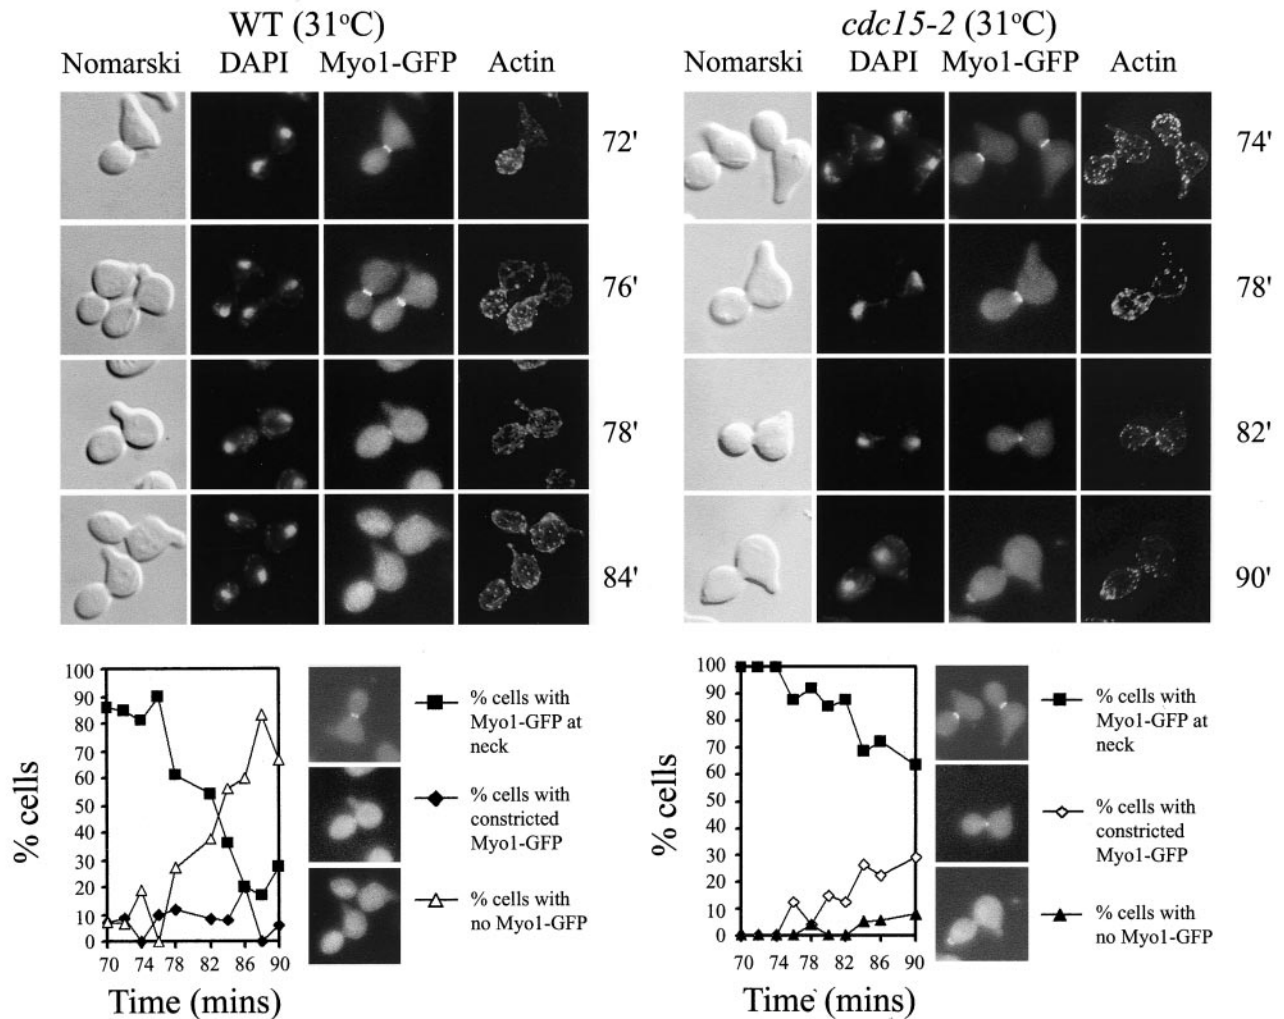 WT (31°C)
cdc15-2 (31°C)
Nomarski DAPI Myo1-GFP Actin
Nomarski DAPI Myo1-GFP Actin
72'
76'
78'
84'
74'
78'
82'
90'
% cells
100
90
80
70
60
50
40
30
20
10
0
70 74 78 82 86 90
Time (mins)
% cells with
Myo1-GFP at
neck
% cells with
constricted
Myo1-GFP
% cells with
no Myo1-GFP
% cells
100
90
80
70
60
50
40
30
20
10
0
70 74 78 82 86 90
Time (mins)
% cells with
Myo1-GFP at
neck
% cells with
constricted
Myo1-GFP
% cells with
no Myo1-GFP